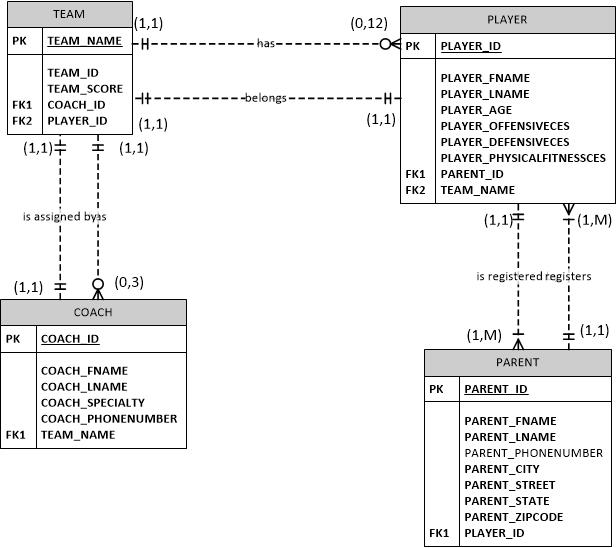 TEAM
PK TEAM_NAME
TEAM_ID
TEAM_SCORE
FK1 COACH_ID
FK2 PLAYER_ID
(1,1)
has
(0,12)
(1,1)
belongs
(1,1)
PLAYER
PK PLAYER_ID
PLAYER_FNAME
PLAYER_LNAME
PLAYER_AGE
PLAYER_OFFENSIVECES
PLAYER_DEFENSIVECES
PLAYER_PHYSICALFITNESSCES
FK1 PARENT_ID
FK2 TEAM_NAME
(1,1)
(1,1)
is assigned by
as
(1,1)
(0,3)
(1,1)
(1,M)
is registered
registers
(1,M)
(1,1)
COACH
PK COACH_ID
COACH_FNAME
COACH_LNAME
COACH_SPECIALTY
COACH_PHONENUMBER
FK1 TEAM_NAME
PARENT
PK PARENT_ID
PARENT_FNAME
PARENT_LNAME
PARENT_PHONENUMBER
PARENT_CITY
PARENT_STREET
PARENT_STATE
PARENT_ZIPCODE
FK1 PLAYER_ID